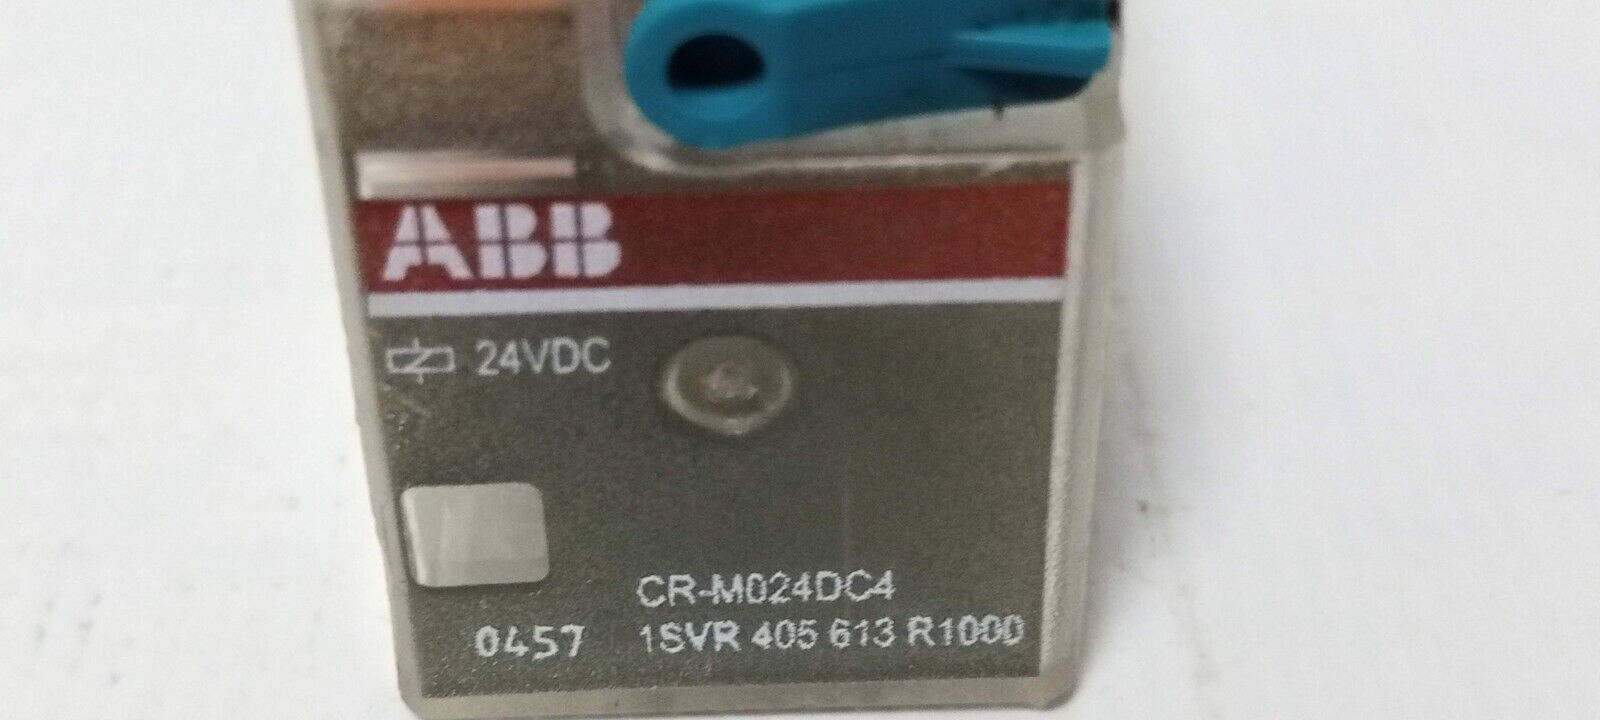 ABB
24VDC
CR-M024DC4
0457 1SVR 405 613 R1000